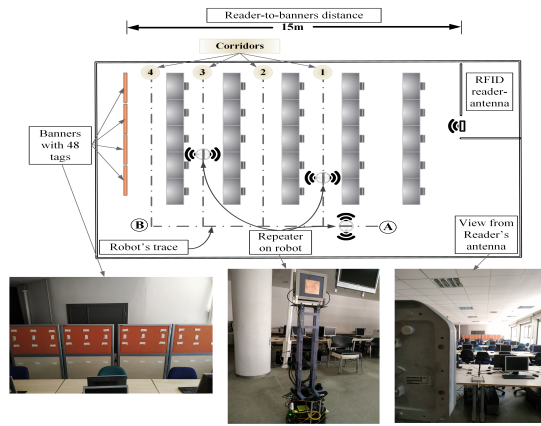 Reader-to-banners distance
15m
Corridors
4
3
2
1
RFID
reader-
antenna
Banners
with 48
tags
B
A
Robot's trace
Repeater
on robot
View from
Reader's
antenna